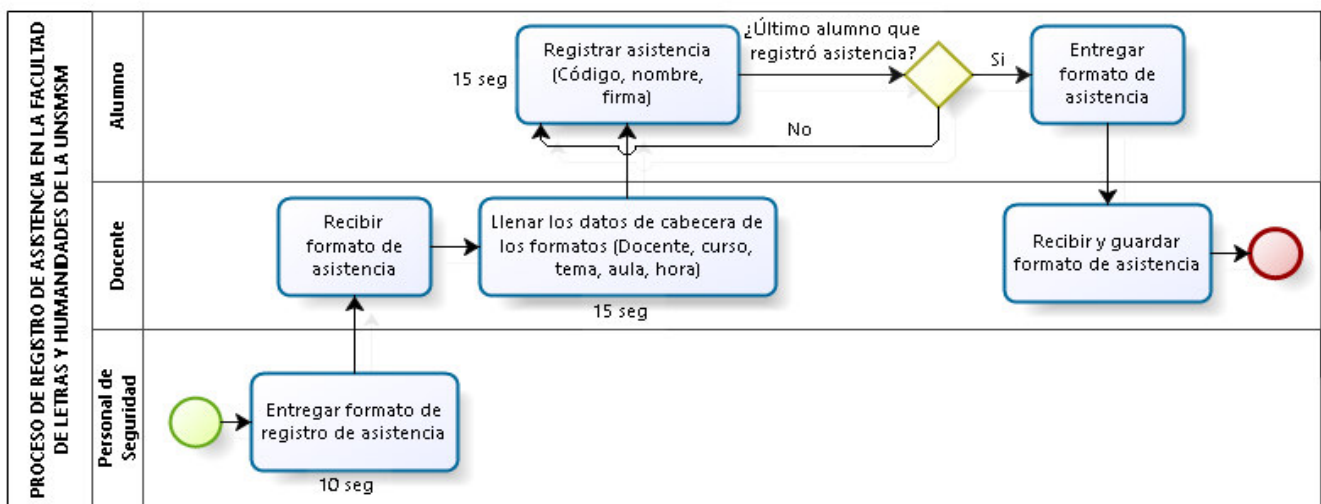 PROCESO DE REGISTRO DE ASISTENCIA EN LA FACULTAD
DE LETRAS Y HUMANIDADES DE LA UNSMSM
Alumno
15 seg
Registrar asistencia
(Código, nombre,
firma)
¿Último alumno que
registró asistencia?
Si
No
Entregar
formato de
asistencia
Docente
Recibir
formato de
asistencia
Llenar los datos de cabecera de
los formatos (Docente, curso,
tema, aula, hora)
15 seg
Recibir y guardar
formato de asistencia
Personal de
Seguridad
Entregar formato de
registro de asistencia
10 seg